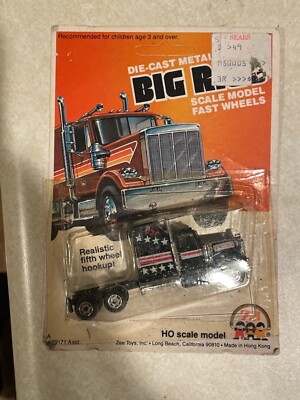 Recommended for children age 3 and over.
SEARS
DIE-CAST METAL
BIG
SCALE MODEL
FAST WHEELS
Realistic
fifth wheel
hookup!
HO scale model
Zee Toys, Inc. • Long Beach, California 90810 • Made in Hong Kong